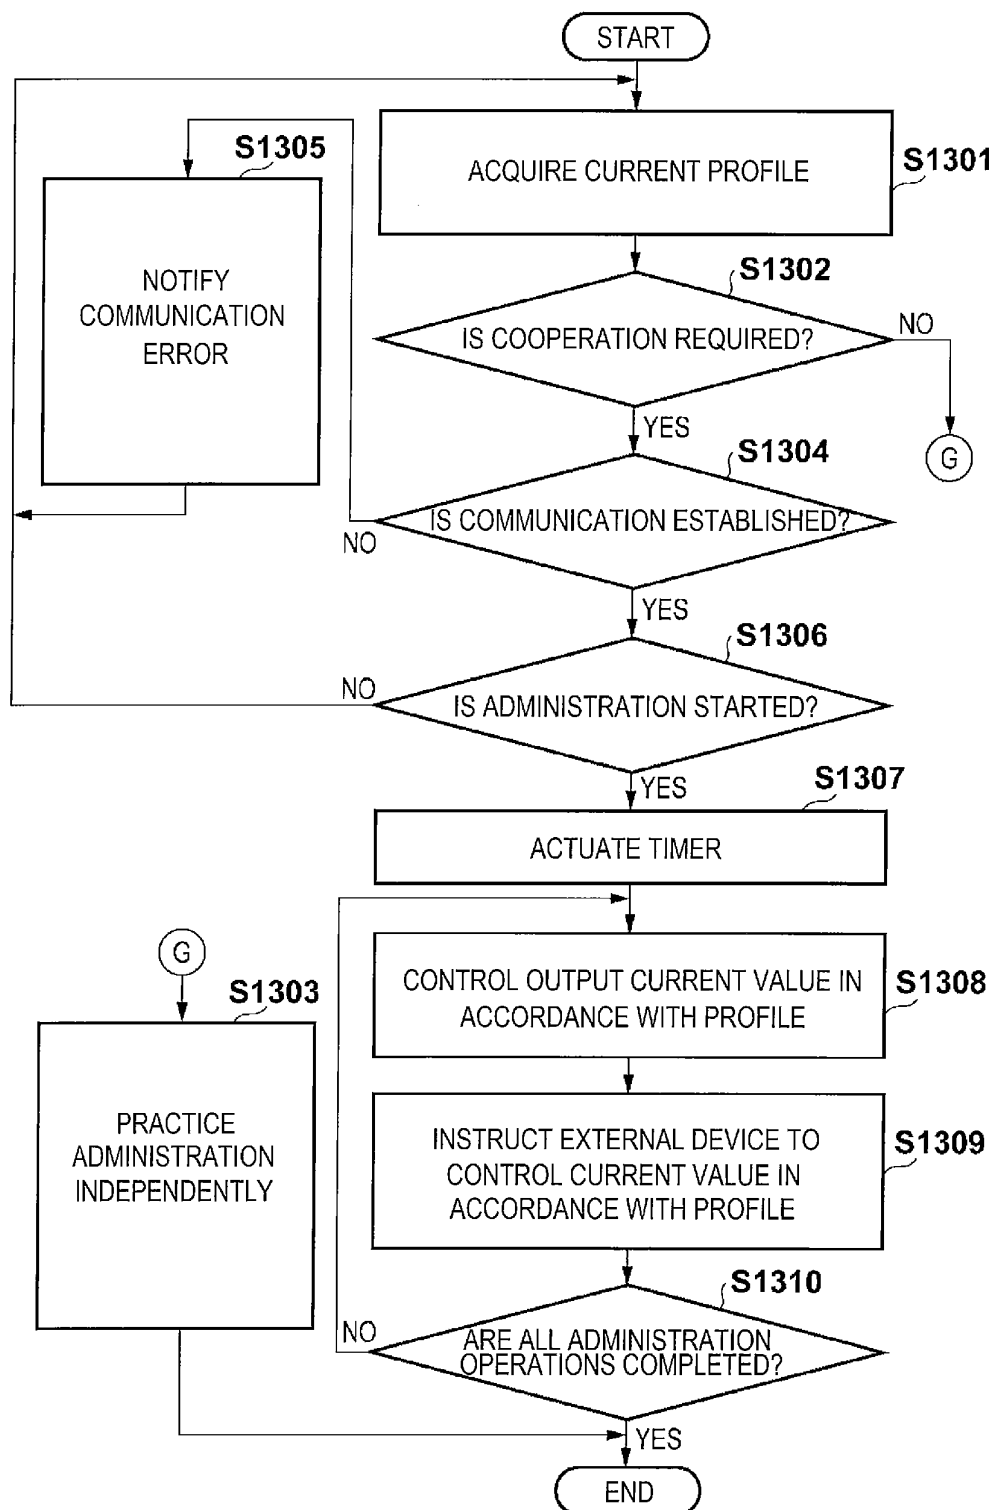 START
ACQUIRE CURRENT PROFILE
S1301
S1305
NOTIFY
COMMUNICATION
ERROR
S1302
IS COOPERATION REQUIRED?
NO
YES
G
S1304
IS COMMUNICATION ESTABLISHED?
NO
YES
S1306
NO
IS ADMINISTRATION STARTED?
YES
S1307
ACTUATE TIMER
G
S1303
PRACTICE
ADMINISTRATION
INDEPENDENTLY
CONTROL OUTPUT CURRENT VALUE IN
ACCORDANCE WITH PROFILE
S1308
INSTRUCT EXTERNAL DEVICE TO
CONTROL CURRENT VALUE IN
ACCORDANCE WITH PROFILE
S1309
S1310
NO
ARE ALL ADMINISTRATION
OPERATIONS COMPLETED?
YES
END